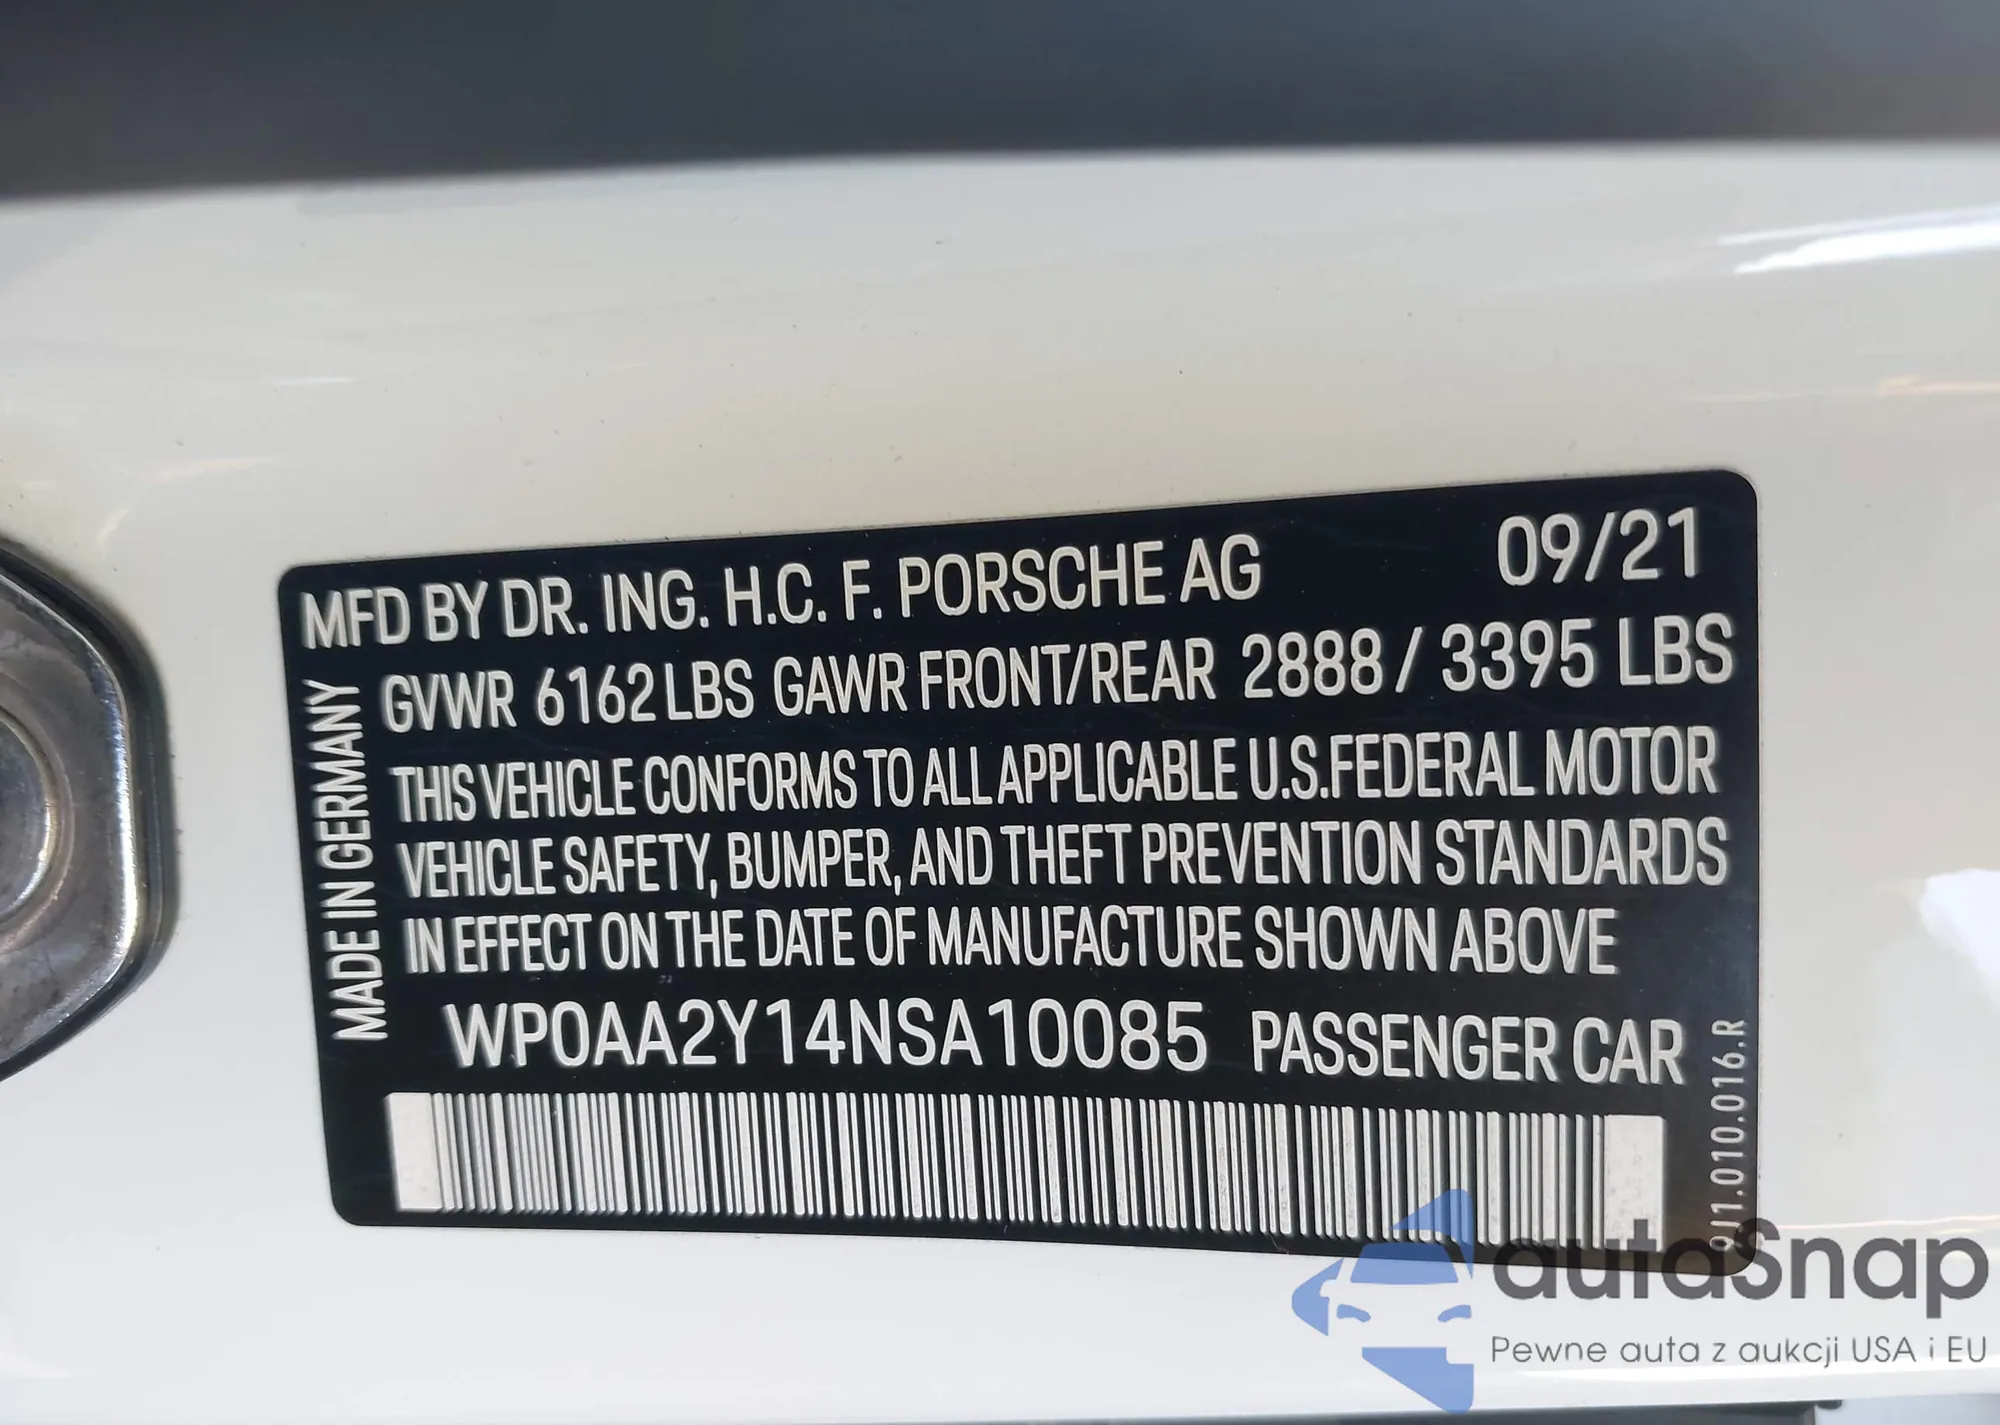 MFD BY DR. ING. H.C. F. PORSCHE AG 09/21
GVWR 6162 LBS GAWR FRONT/REAR 2888 / 3395 LBS
THIS VEHICLE CONFORMS TO ALL APPLICABLE U.S.FEDERAL MOTOR
VEHICLE SAFETY, BUMPER, AND THEFT PREVENTION STANDARDS
IN EFFECT ON THE DATE OF MANUFACTURE SHOWN ABOVE
WP0AA2Y14NSA10085 PASSENGER CAR
MADE IN GERMANY
9J1.010.016.R
autoSnap
Pewne auta z aukcji USA i EU